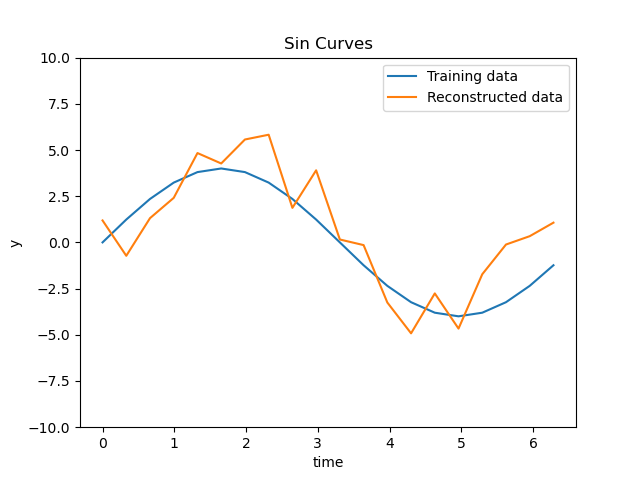 Sin Curves
10.0
7.5
5.0
2.5
0.0
−2.5
−5.0
−7.5
−10.0
y
Training data
Reconstructed data
0 1 2 3 4 5 6
time